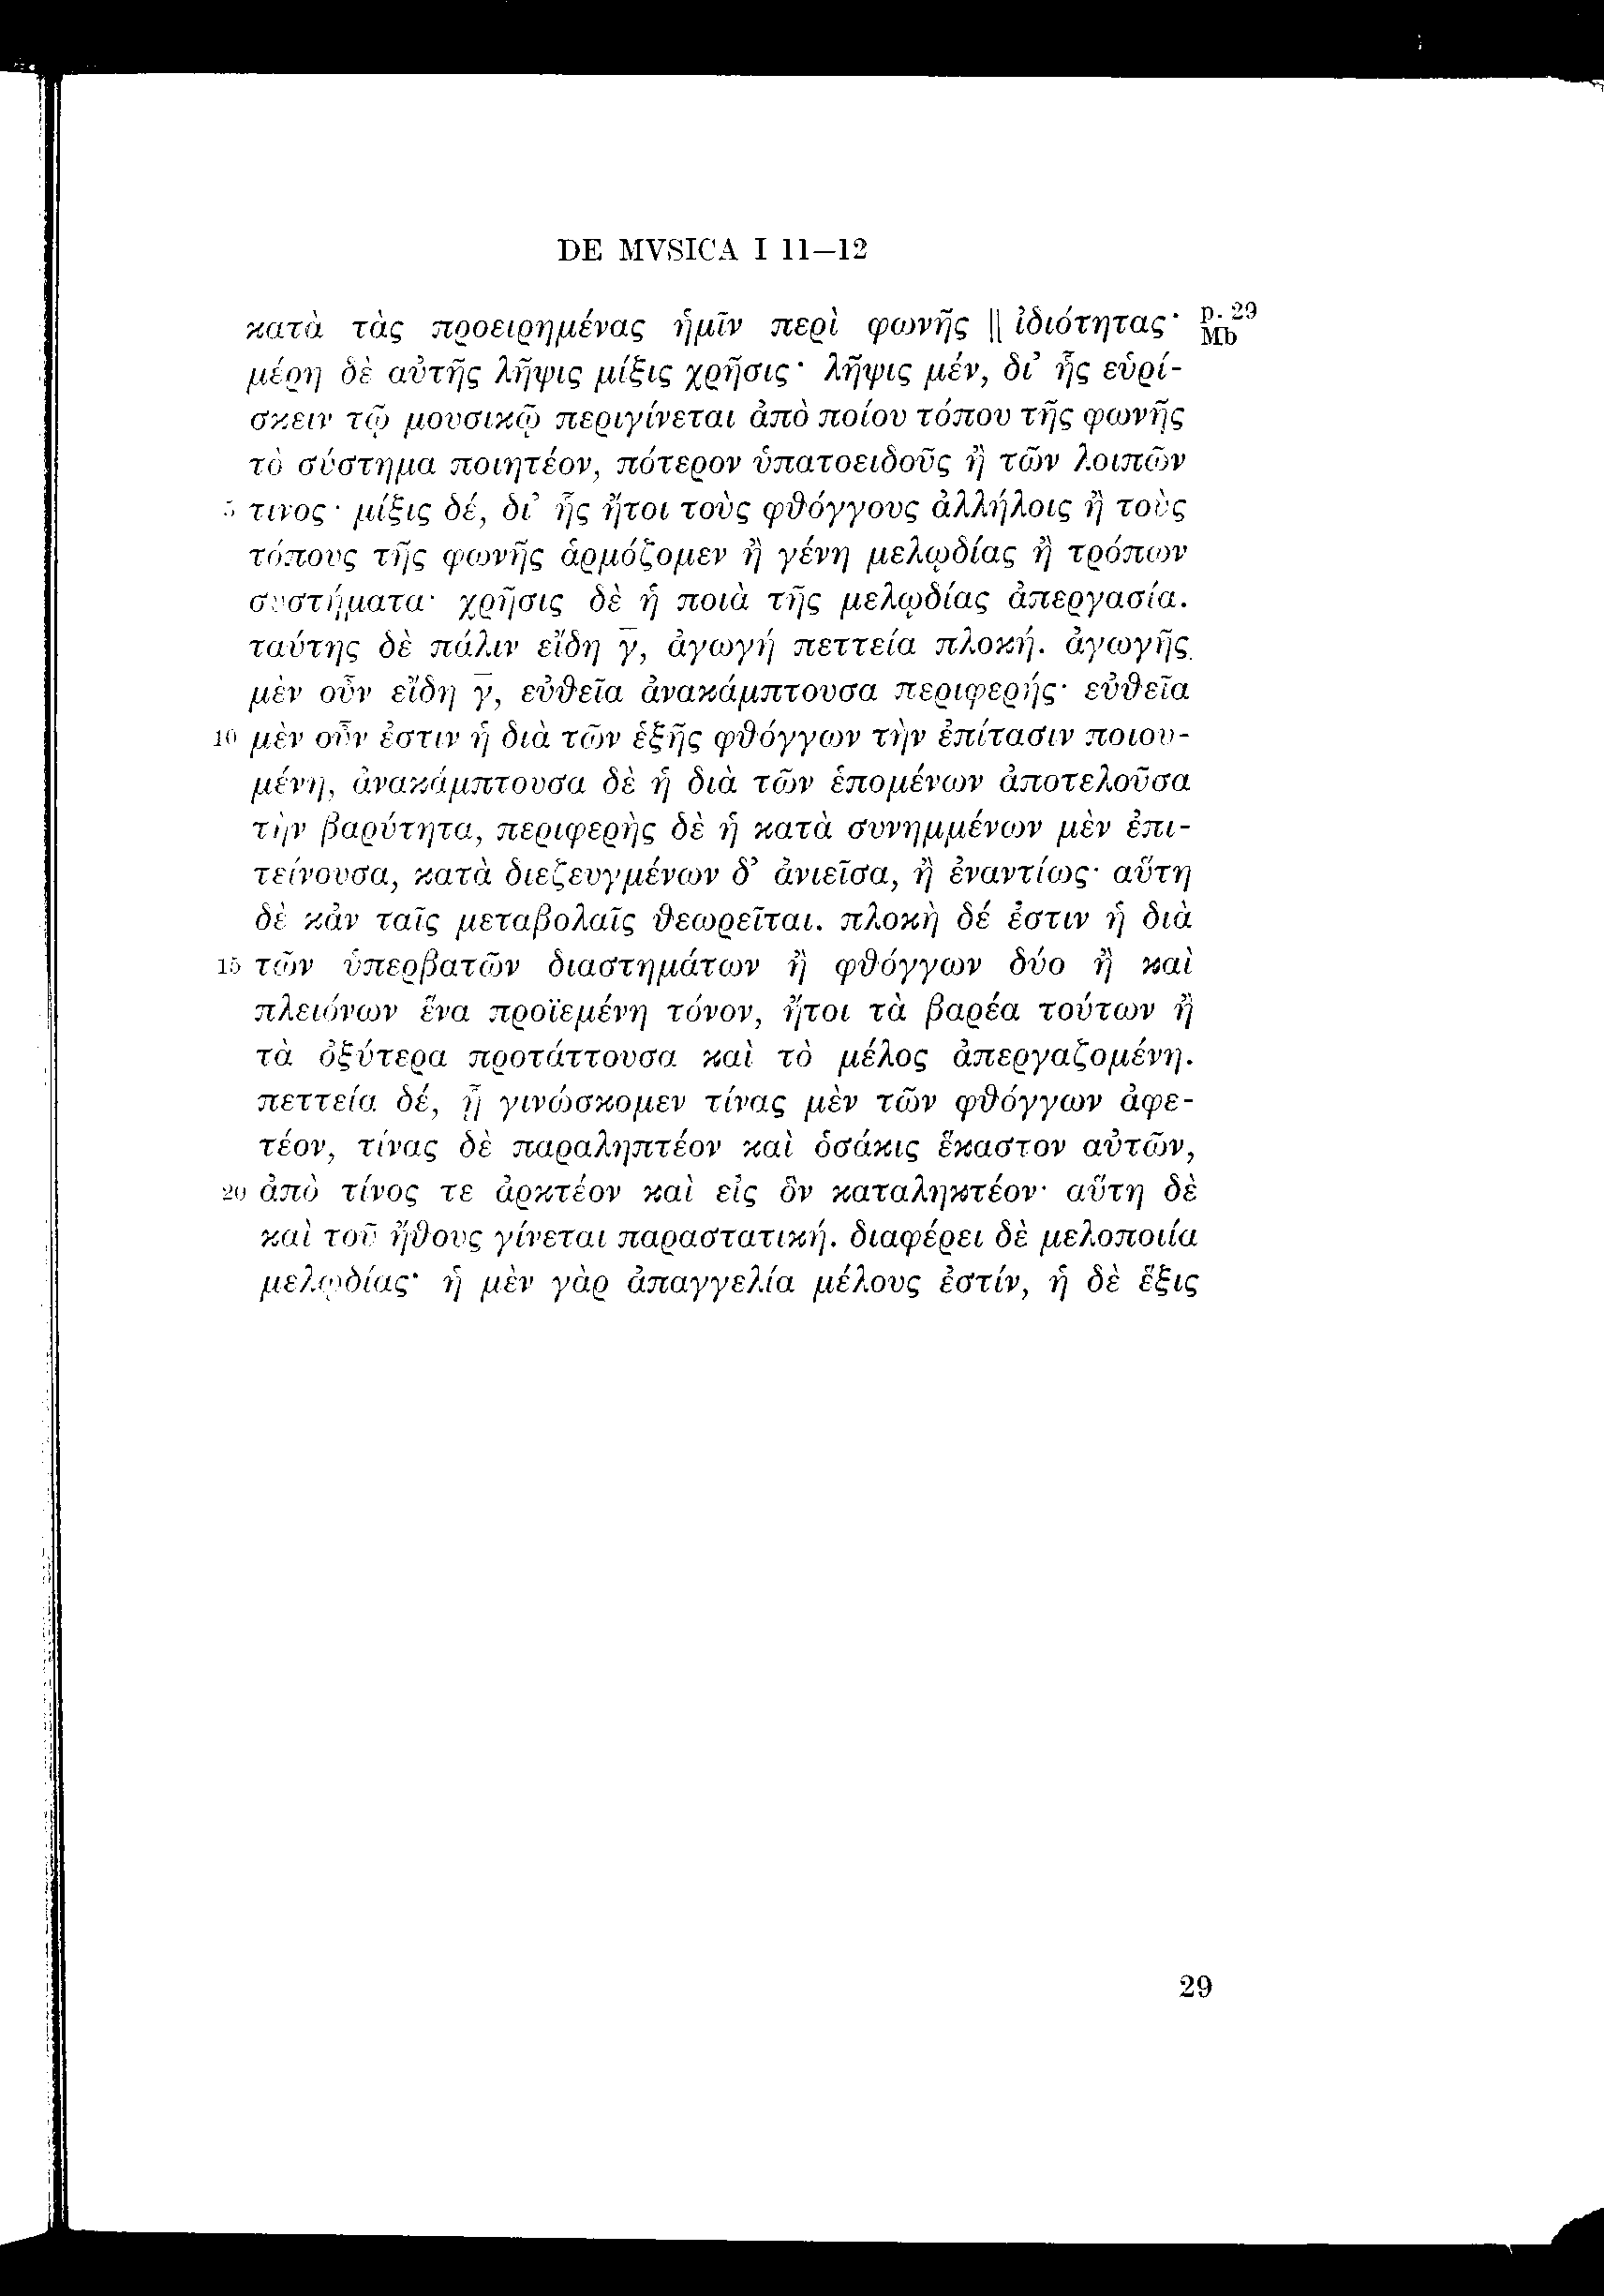 DE MVSICA I 11–12
κατὰ τὰς προειρημένας ἡμῖν περὶ φωνῆς || ἰδιότητας· p. 29 Mb
μέρη δὲ αὐτῆς λῆψις μίξις χρῆσις· λῆψις μέν, δι’ ἧς εὑρί-
σκειν τῷ μουσικῷ περιγίνεται ἀπὸ ποίου τόπου τῆς φωνῆς
τὸ σύστημα ποιητέον, πότερον ὑπατοειδοῦς ἢ τῶν λοιπῶν
5 τινος· μίξις δέ, δι’ ἧς ἤτοι τοὺς φθόγγους ἀλλήλοις ἢ τοὺς
τόπους τῆς φωνῆς ἁρμόζομεν ἢ γένη μελῳδίας ἢ τρόπων
συστήματα· χρῆσις δὲ ἡ ποιὰ τῆς μελῳδίας ἀπεργασία.
ταύτης δὲ πάλιν εἴδη γ̅, ἀγωγή πεττεία πλοκή. ἀγωγῆς
μὲν οὖν εἴδη γ̅, εὐθεῖα ἀνακάμπτουσα περιφερής· εὐθεῖα
10 μὲν οὖν ἐστιν ἡ διὰ τῶν ἑξῆς φθόγγων τὴν ἐπίτασιν ποιου-
μένη, ἀνακάμπτουσα δὲ ἡ διὰ τῶν ἑπομένων ἀποτελοῦσα
τὴν βαρύτητα, περιφερὴς δὲ ἡ κατὰ συνημμένων μὲν ἐπι-
τείνουσα, κατὰ διεζευγμένων δ’ ἀνιεῖσα, ἢ ἐναντίως· αὕτη
δὲ κἀν ταῖς μεταβολαῖς θεωρεῖται. πλοκὴ δέ ἐστιν ἡ διὰ
15 τῶν ὑπερβατῶν διαστημάτων ἢ φθόγγων δύο ἢ καὶ
πλειόνων ἕνα προϊεμένη τόνον, ἤτοι τὰ βαρέα τούτων ἢ
τὰ ὀξύτερα προτάττουσα καὶ τὸ μέλος ἀπεργαζομένη.
πεττεία δέ, ᾗ γινώσκομεν τίνας μὲν τῶν φθόγγων ἀφε-
τέον, τίνας δὲ παραληπτέον καὶ ὁσάκις ἕκαστον αὐτῶν,
20 ἀπὸ τίνος τε ἀρκτέον καὶ εἰς ὃν καταληκτέον· αὕτη δὲ
καὶ τοῦ ἤθους γίνεται παραστατική. διαφέρει δὲ μελοποιία
μελῳδίας· ἡ μὲν γὰρ ἀπαγγελία μέλους ἐστίν, ἡ δὲ ἕξις
29